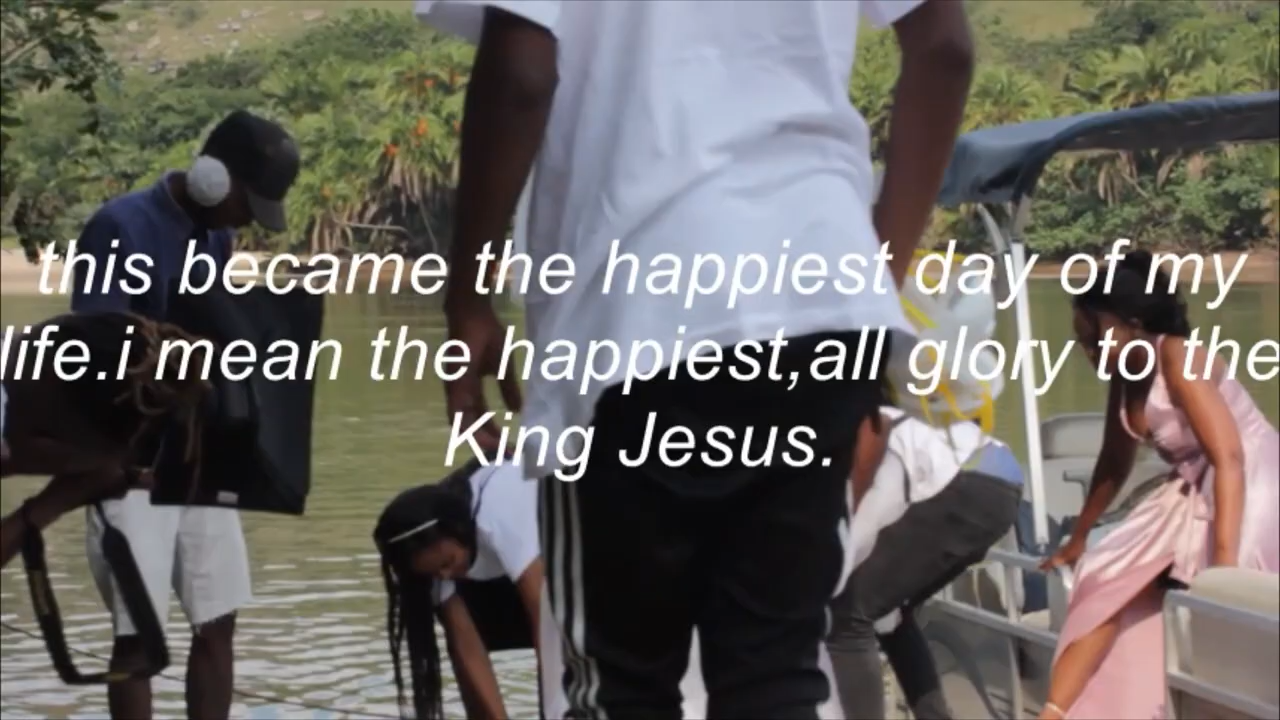 this became the happiest day of my
life.i mean the happiest,all glory to the
King Jesus.